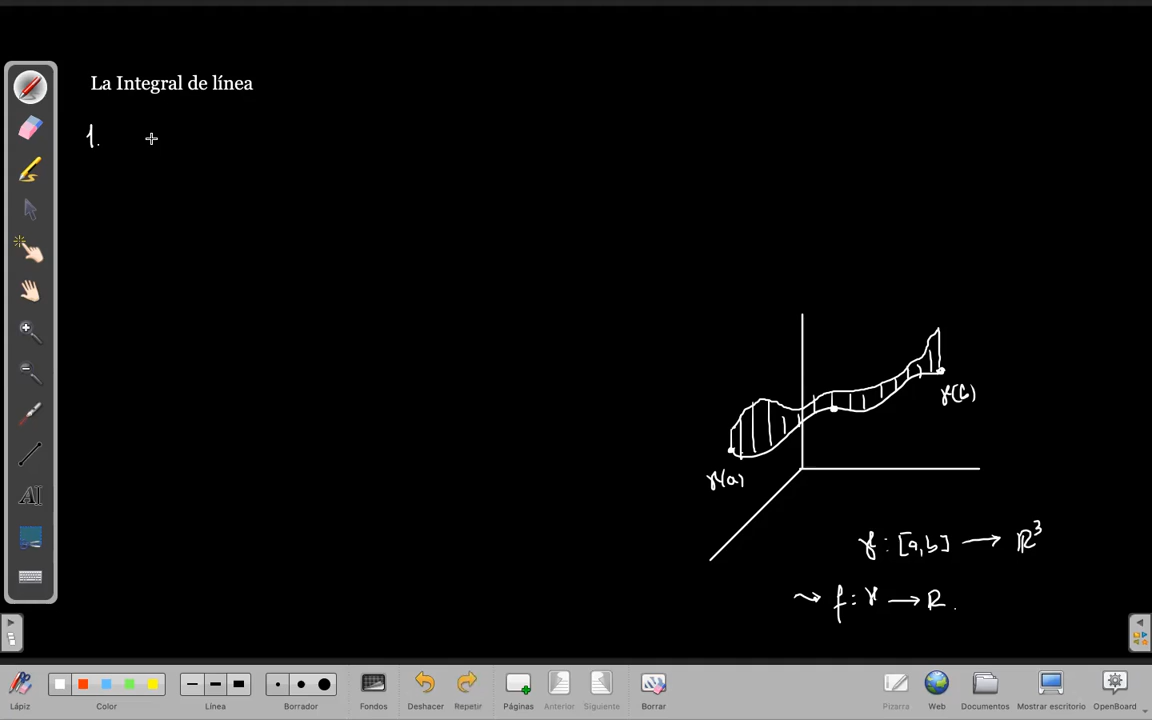 La Integral de línea
1.
γ(b)
γ(a)
γ : [a,b] → ℝ³
⇝ f : γ → ℝ.
Lápiz
Color
Línea
Borrador
Fondos
Deshacer
Repetir
Páginas
Anterior
Siguiente
Borrar
Pizarra
Web
Documentos
Mostrar escritorio
OpenBoard